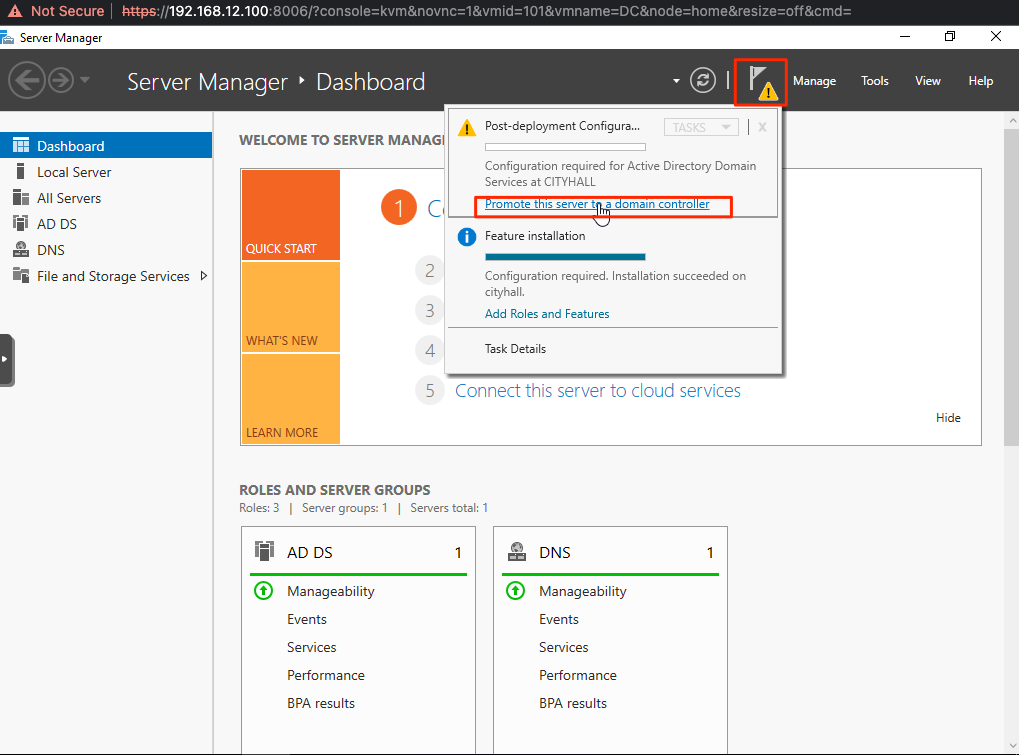 Not Secure | https://192.168.12.100:8006/?console=kvm&novnc=1&vmid=101&vmname=DC&node=home&resize=off&cmd=
Server Manager
Server Manager • Dashboard
Manage Tools View Help
Dashboard
Local Server
All Servers
AD DS
DNS
File and Storage Services
WELCOME TO SERVER MANAG
QUICK START
WHAT'S NEW
LEARN MORE
1
2
3
4
5 Connect this server to cloud services
Hide
Post-deployment Configura... TASKS X
Configuration required for Active Directory Domain
Services at CITYHALL
Promote this server to a domain controller
Feature installation
Configuration required. Installation succeeded on
cityhall.
Add Roles and Features
Task Details
ROLES AND SERVER GROUPS
Roles: 3 | Server groups: 1 | Servers total: 1
AD DS 1
Manageability
Events
Services
Performance
BPA results
DNS 1
Manageability
Events
Services
Performance
BPA results